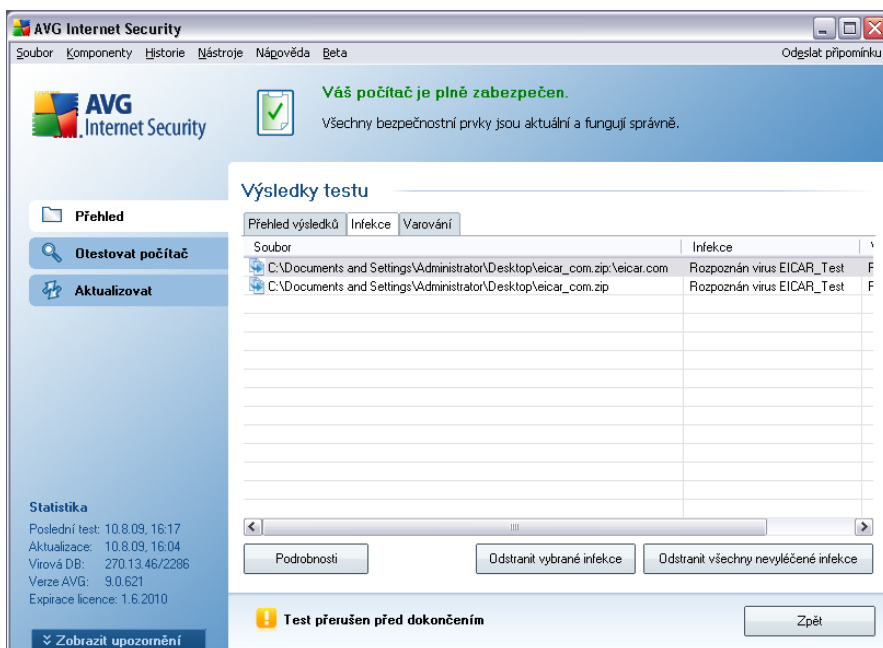 AVG Internet Security
Soubor Komponenty Historie Nástroje Nápověda Beta Odeslat připomínku
AVG
Internet Security
Váš počítač je plně zabezpečen.
Všechny bezpečnostní prvky jsou aktuální a fungují správně.
Přehled
Otestovat počítač
Aktualizovat
Výsledky testu
Přehled výsledků Infekce Varování
Soubor Infekce
C:\Documents and Settings\Administrator\Desktop\eicar_com.zip:\eicar.com Rozpoznán virus EICAR_Test
C:\Documents and Settings\Administrator\Desktop\eicar_com.zip Rozpoznán virus EICAR_Test
Podrobnosti Odstranit vybrané infekce Odstranit všechny nevyléčené infekce
Statistika
Poslední test: 10.8.09, 16:17
Aktualizace: 10.8.09, 16:04
Virová DB: 270.13.46/2286
Verze AVG: 9.0.621
Expirace licence: 1.6.2010
Zobrazit upozornění
Test přerušen před dokončením
Zpět